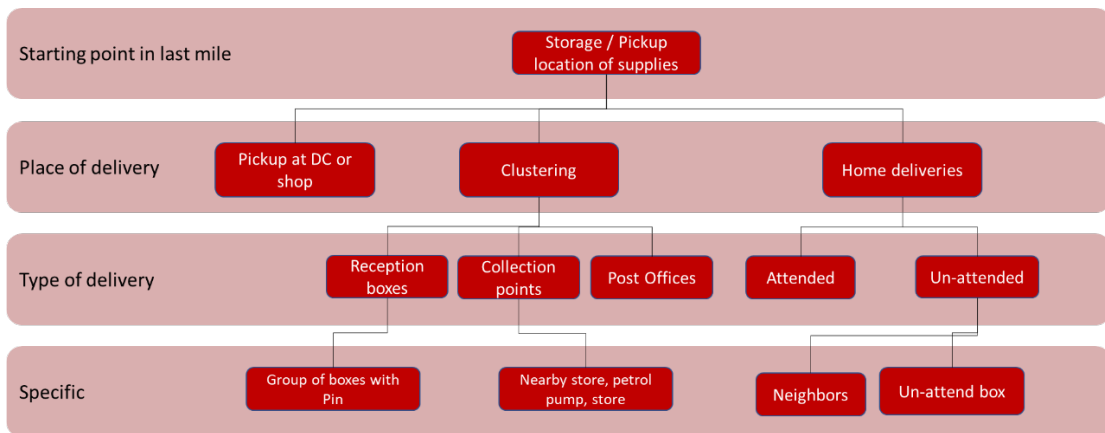 Starting point in last mile
Storage / Pickup
location of supplies
Place of delivery
Pickup at DC or
shop
Clustering
Home deliveries
Type of delivery
Reception
boxes
Collection
points
Post Offices
Attended
Un-attended
Specific
Group of boxes with
Pin
Nearby store, petrol
pump, store
Neighbors
Un-attend box